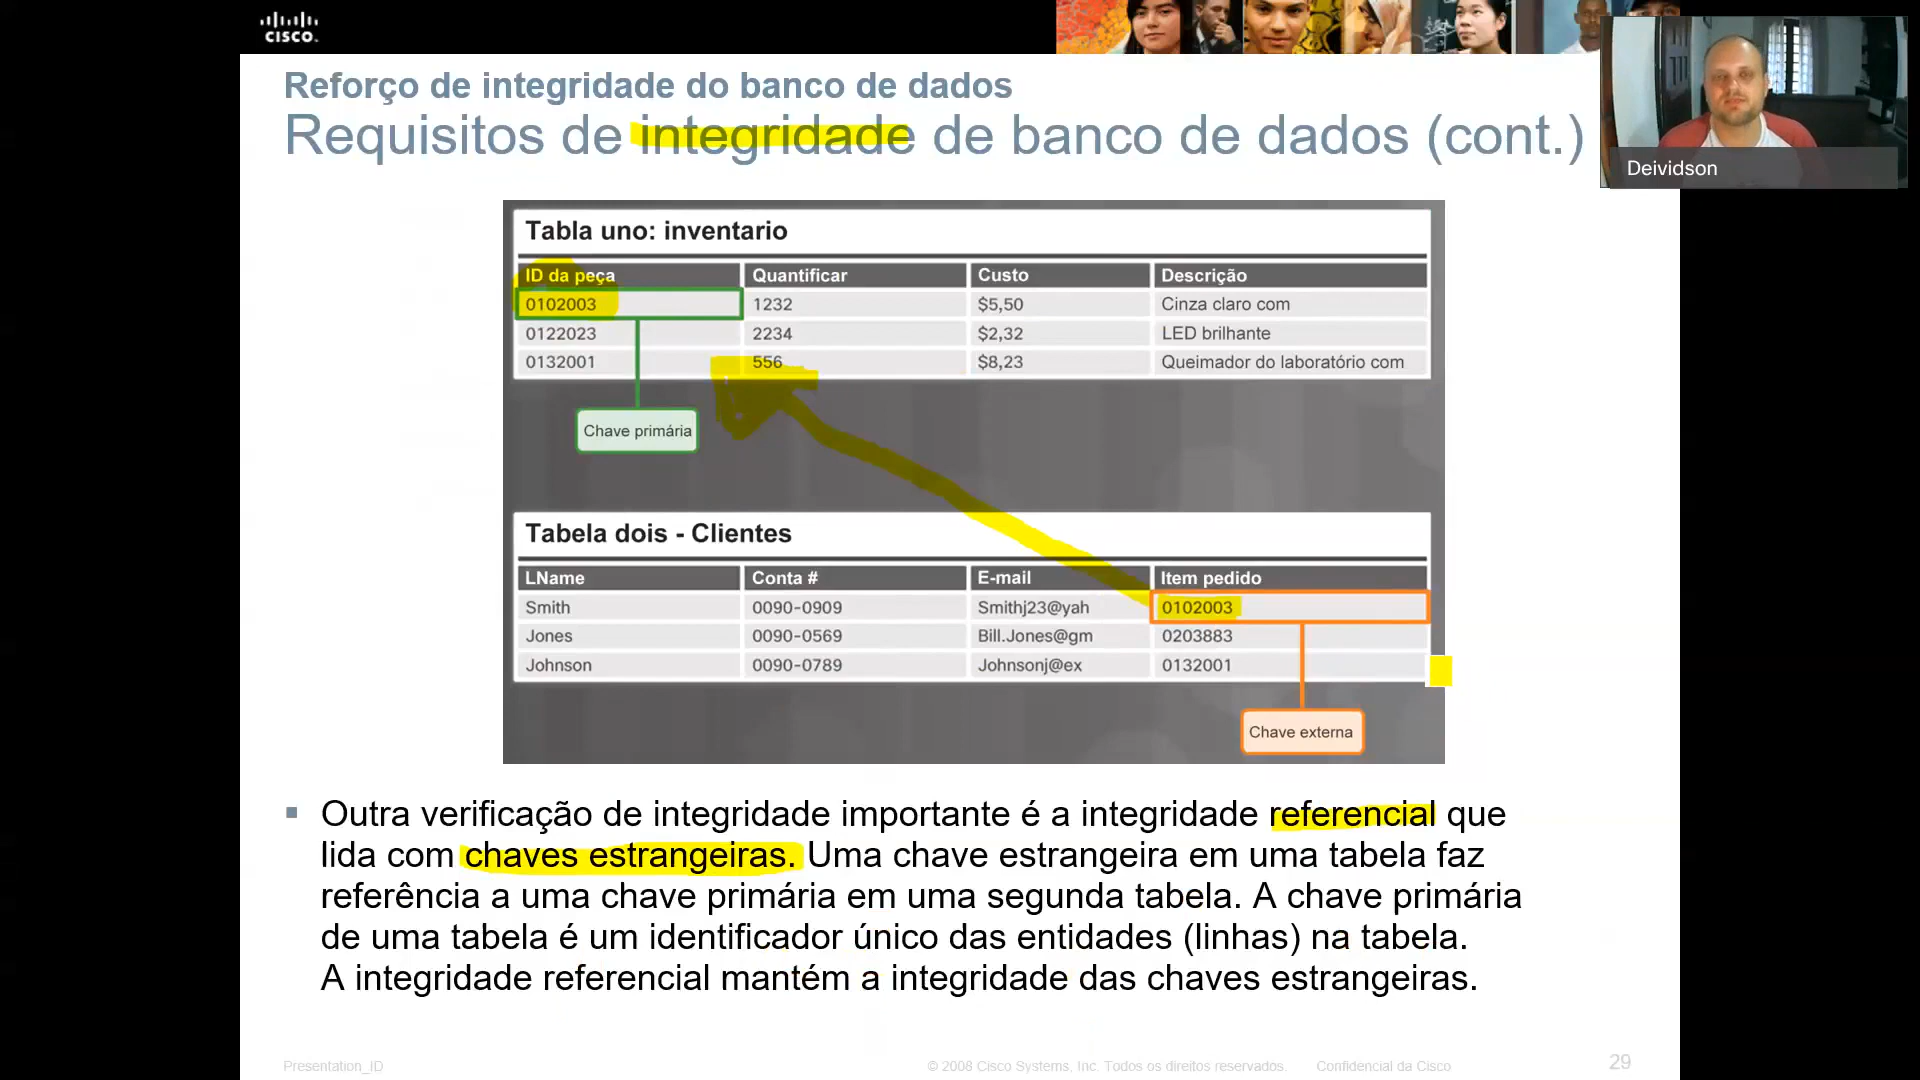 CISCO.
Deividson
Reforço de integridade do banco de dados
Requisitos de integridade de banco de dados (cont.)
Tabla uno: inventario
ID da peça Quantificar Custo Descrição
0102003 1232 $5,50 Cinza claro com
0122023 2234 $2,32 LED brilhante
0132001 556 $8,23 Queimador do laboratório com
Chave primária
Tabela dois - Clientes
LName Conta # E-mail Item pedido
Smith 0090-0909 Smithj23@yah 0102003
Jones 0090-0569 Bill.Jones@gm 0203883
Johnson 0090-0789 Johnsonj@ex 0132001
Chave externa
Outra verificação de integridade importante é a integridade referencial que
lida com chaves estrangeiras. Uma chave estrangeira em uma tabela faz
referência a uma chave primária em uma segunda tabela. A chave primária
de uma tabela é um identificador único das entidades (linhas) na tabela.
A integridade referencial mantém a integridade das chaves estrangeiras.
Presentation_ID © 2008 Cisco Systems, Inc. Todos os direitos reservados. Confidencial da Cisco 29